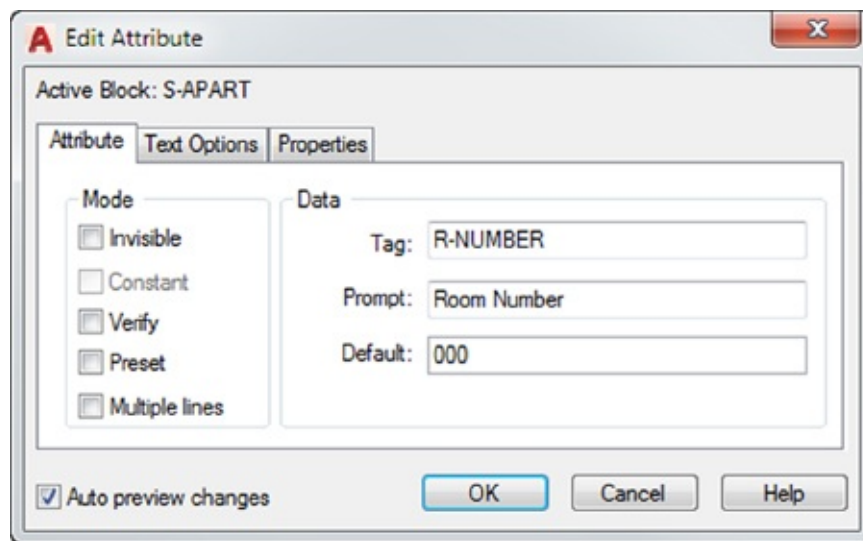 Edit Attribute
Active Block: S-APART
Attribute Text Options Properties
Mode
Invisible
Constant
Verify
Preset
Multiple lines
Data
Tag: R-NUMBER
Prompt: Room Number
Default: 000
Auto preview changes
OK Cancel Help